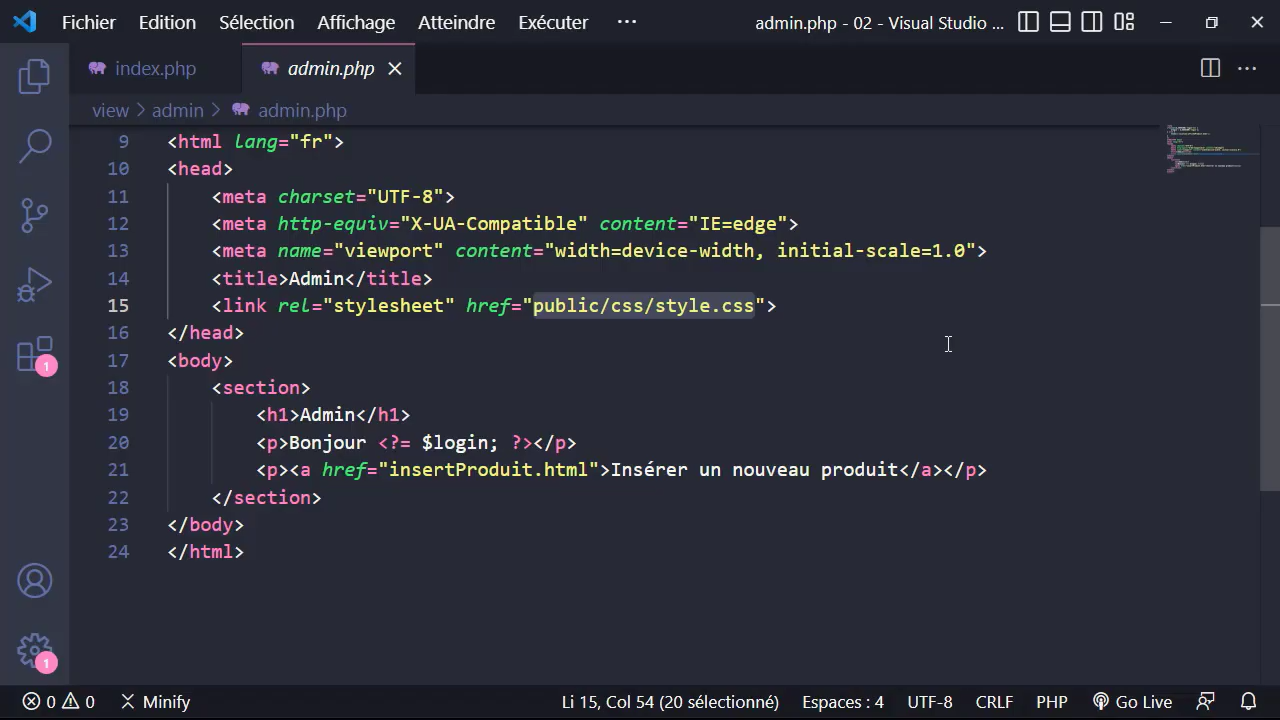 Fichier Edition Sélection Affichage Atteindre Exécuter ··· admin.php - 02 - Visual Studio ...
index.php admin.php
view > admin > admin.php
9 <html lang="fr">
10 <head>
11 <meta charset="UTF-8">
12 <meta http-equiv="X-UA-Compatible" content="IE=edge">
13 <meta name="viewport" content="width=device-width, initial-scale=1.0">
14 <title>Admin</title>
15 <link rel="stylesheet" href="public/css/style.css">
16 </head>
17 <body>
18 <section>
19 <h1>Admin</h1>
20 <p>Bonjour <?= $login; ?></p>
21 <p><a href="insertProduit.html">Insérer un nouveau produit</a></p>
22 </section>
23 </body>
24 </html>
1
1
0 0 Minify Li 15, Col 54 (20 sélectionné) Espaces : 4 UTF-8 CRLF PHP Go Live